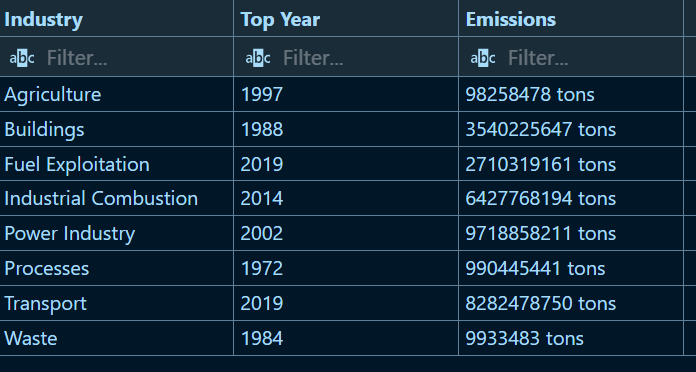 Industry Top Year Emissions
abc Filter... abc Filter... abc Filter...
Agriculture 1997 98258478 tons
Buildings 1988 3540225647 tons
Fuel Exploitation 2019 2710319161 tons
Industrial Combustion 2014 6427768194 tons
Power Industry 2002 9718858211 tons
Processes 1972 990445441 tons
Transport 2019 8282478750 tons
Waste 1984 9933483 tons